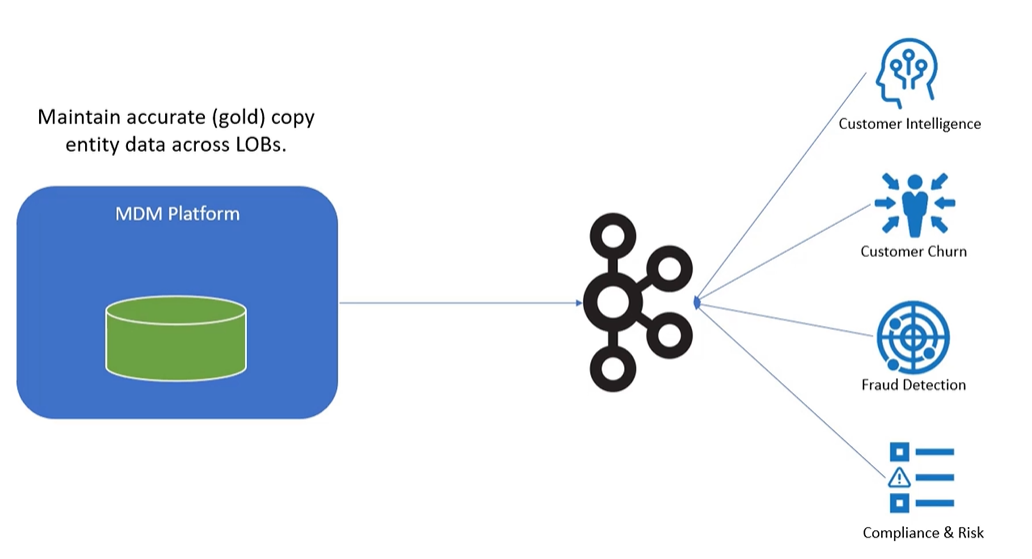 Maintain accurate (gold) copy
entity data across LOBs.
MDM Platform
Customer Intelligence
Customer Churn
Fraud Detection
Compliance & Risk